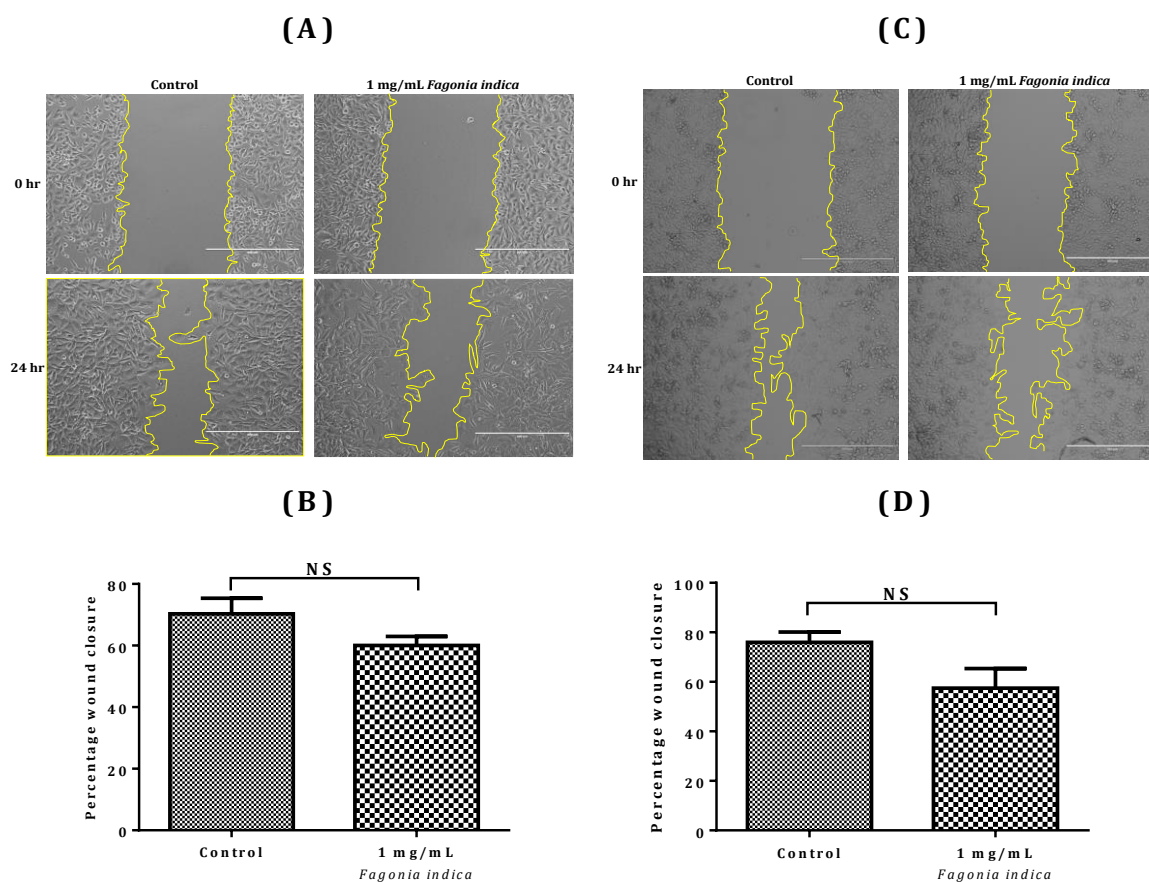 (A)
Control
1 mg/mL Fagonia indica
0 hr
24 hr
(C)
Control
1 mg/mL Fagonia indica
0 hr
24 hr
(B)
NS
Percentage wound closure
80
60
40
20
0
Control
1 mg/mL
Fagonia indica
(D)
NS
Percentage wound closure
100
80
60
40
20
0
Control
1 mg/mL
Fagonia indica